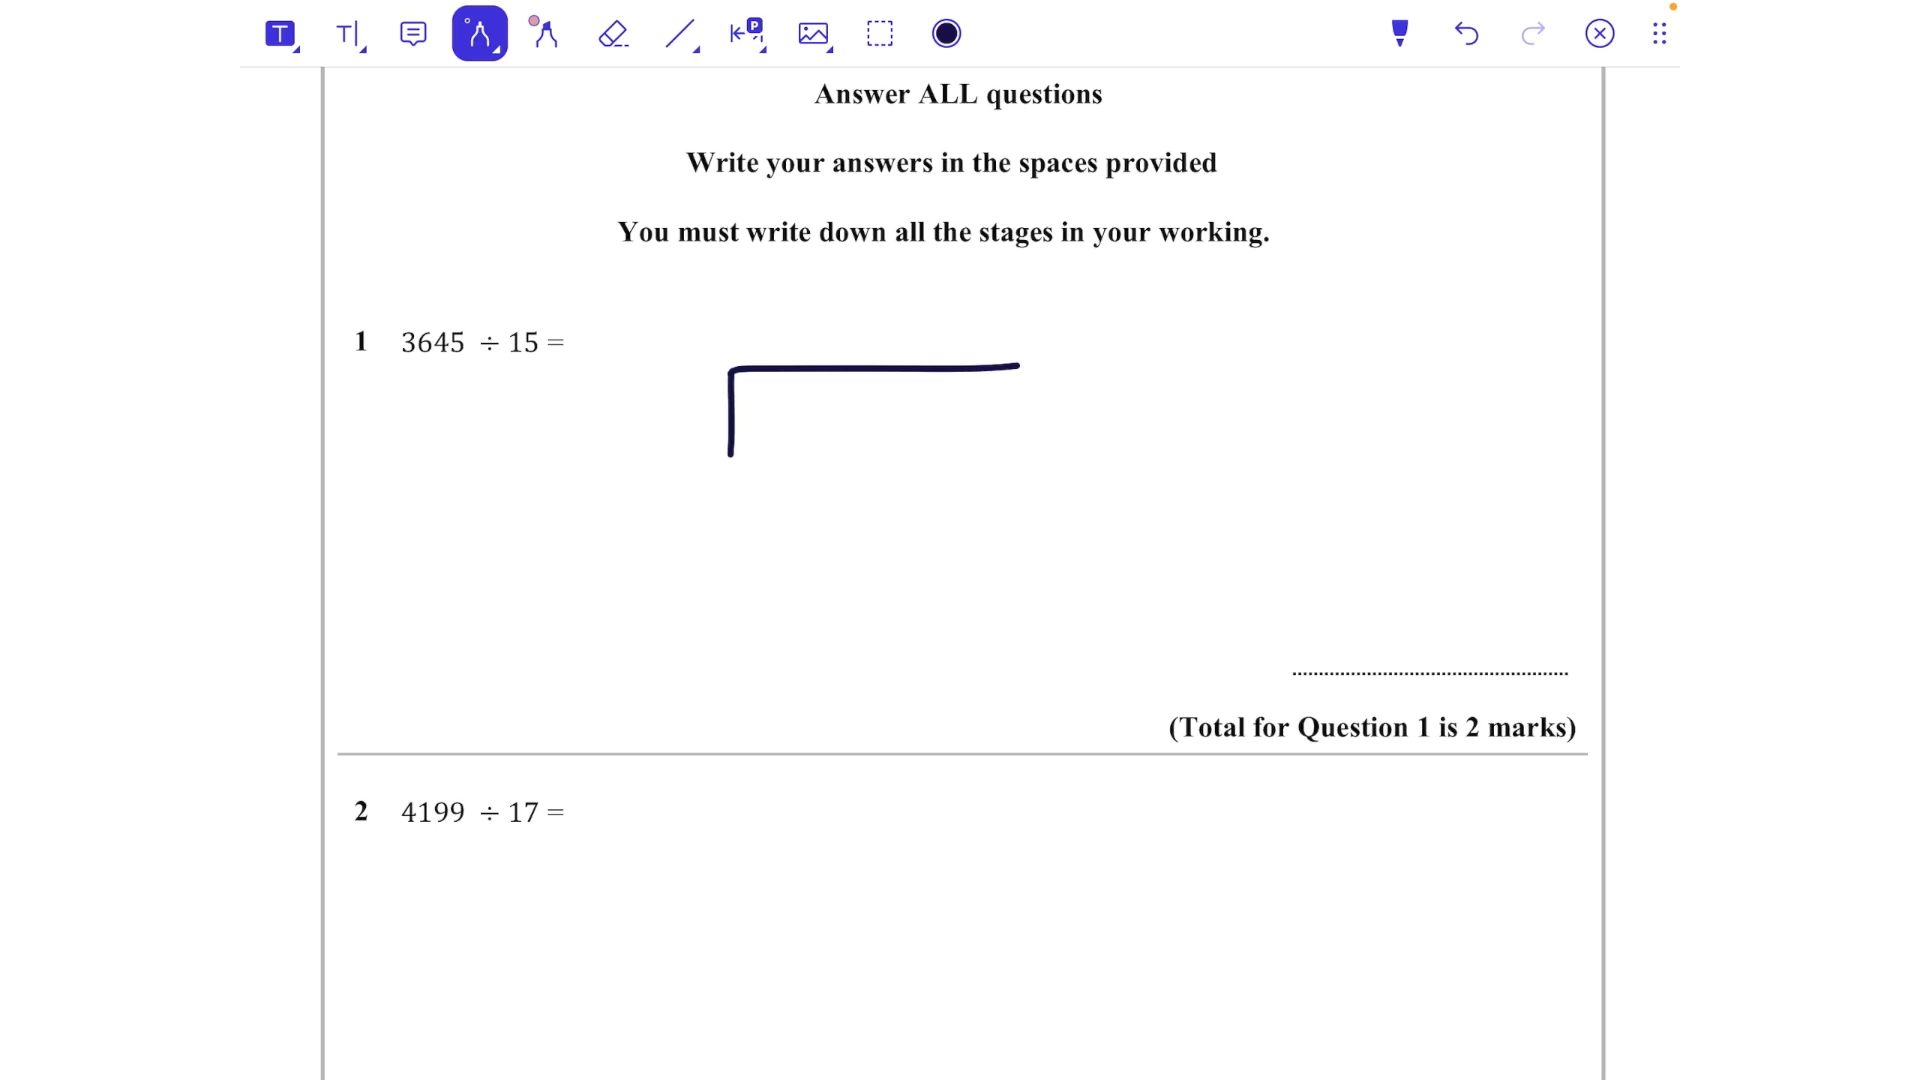 Answer ALL questions
Write your answers in the spaces provided
You must write down all the stages in your working.
1 3645 ÷ 15 =
(Total for Question 1 is 2 marks)
2 4199 ÷ 17 =